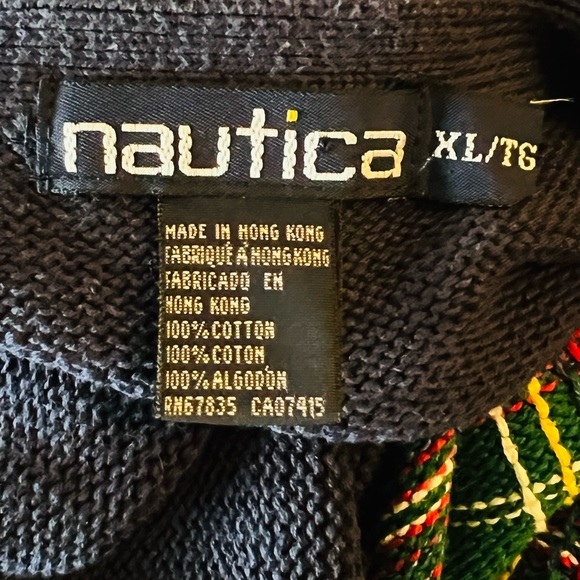 nautica
XL/TG
MADE IN HONG KONG
FABRIQUÉ À HONG KONG
FABRICADO EN
HONG KONG
100% COTTON
100% COTON
100% ALGODÓN
RN67835 CA07415